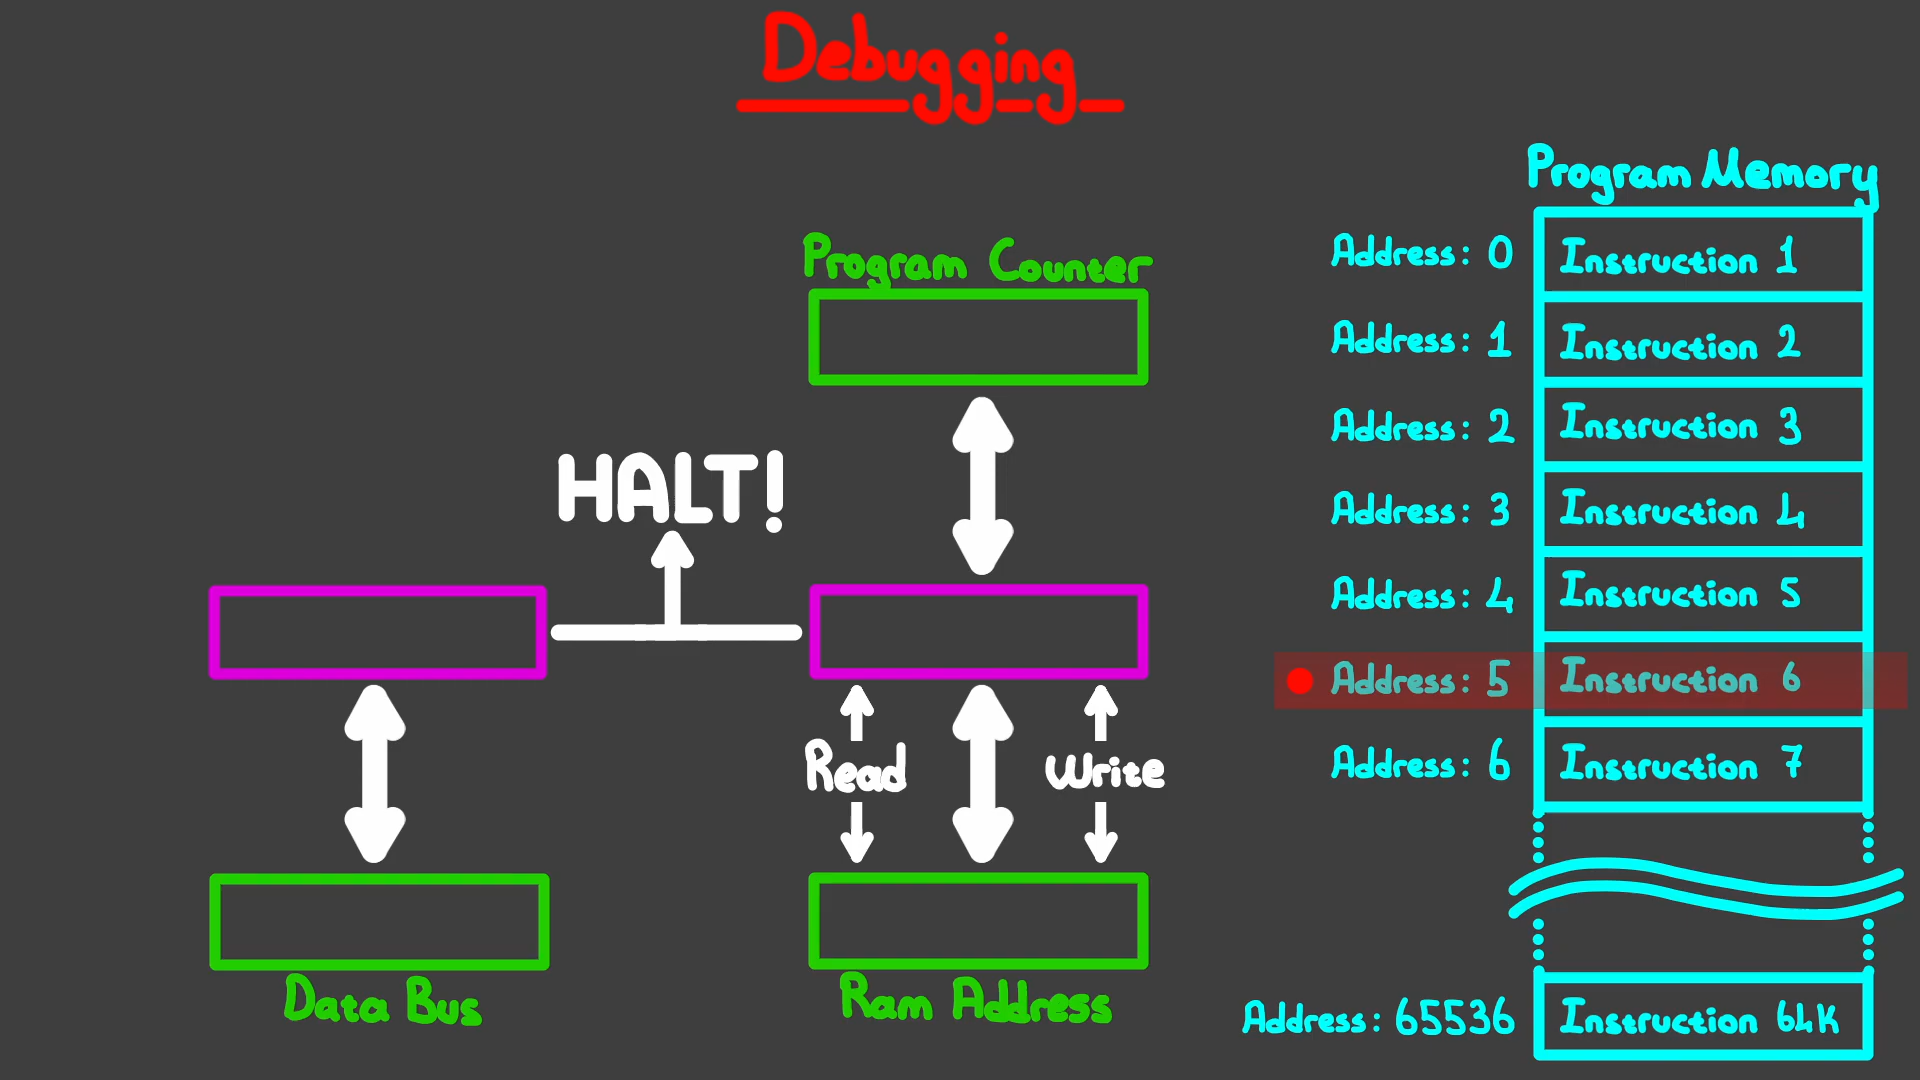 Debugging
Program Counter
HALT!
Read
Write
Data Bus
Ram Address
Program Memory
Address: 0 Instruction 1
Address: 1 Instruction 2
Address: 2 Instruction 3
Address: 3 Instruction 4
Address: 4 Instruction 5
Address: 5 Instruction 6
Address: 6 Instruction 7
Address: 65536 Instruction 64K